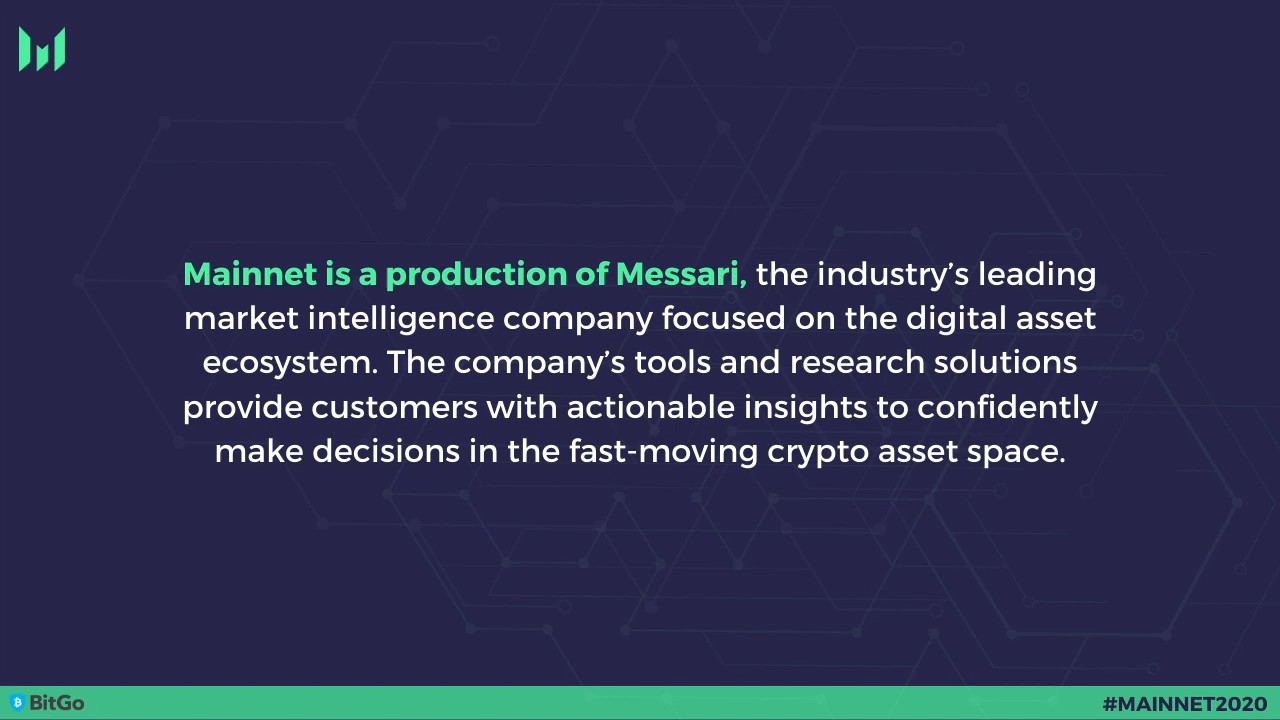 Mainnet is a production of Messari, the industry’s leading
market intelligence company focused on the digital asset
ecosystem. The company’s tools and research solutions
provide customers with actionable insights to confidently
make decisions in the fast-moving crypto asset space.
BitGo
#MAINNET2020